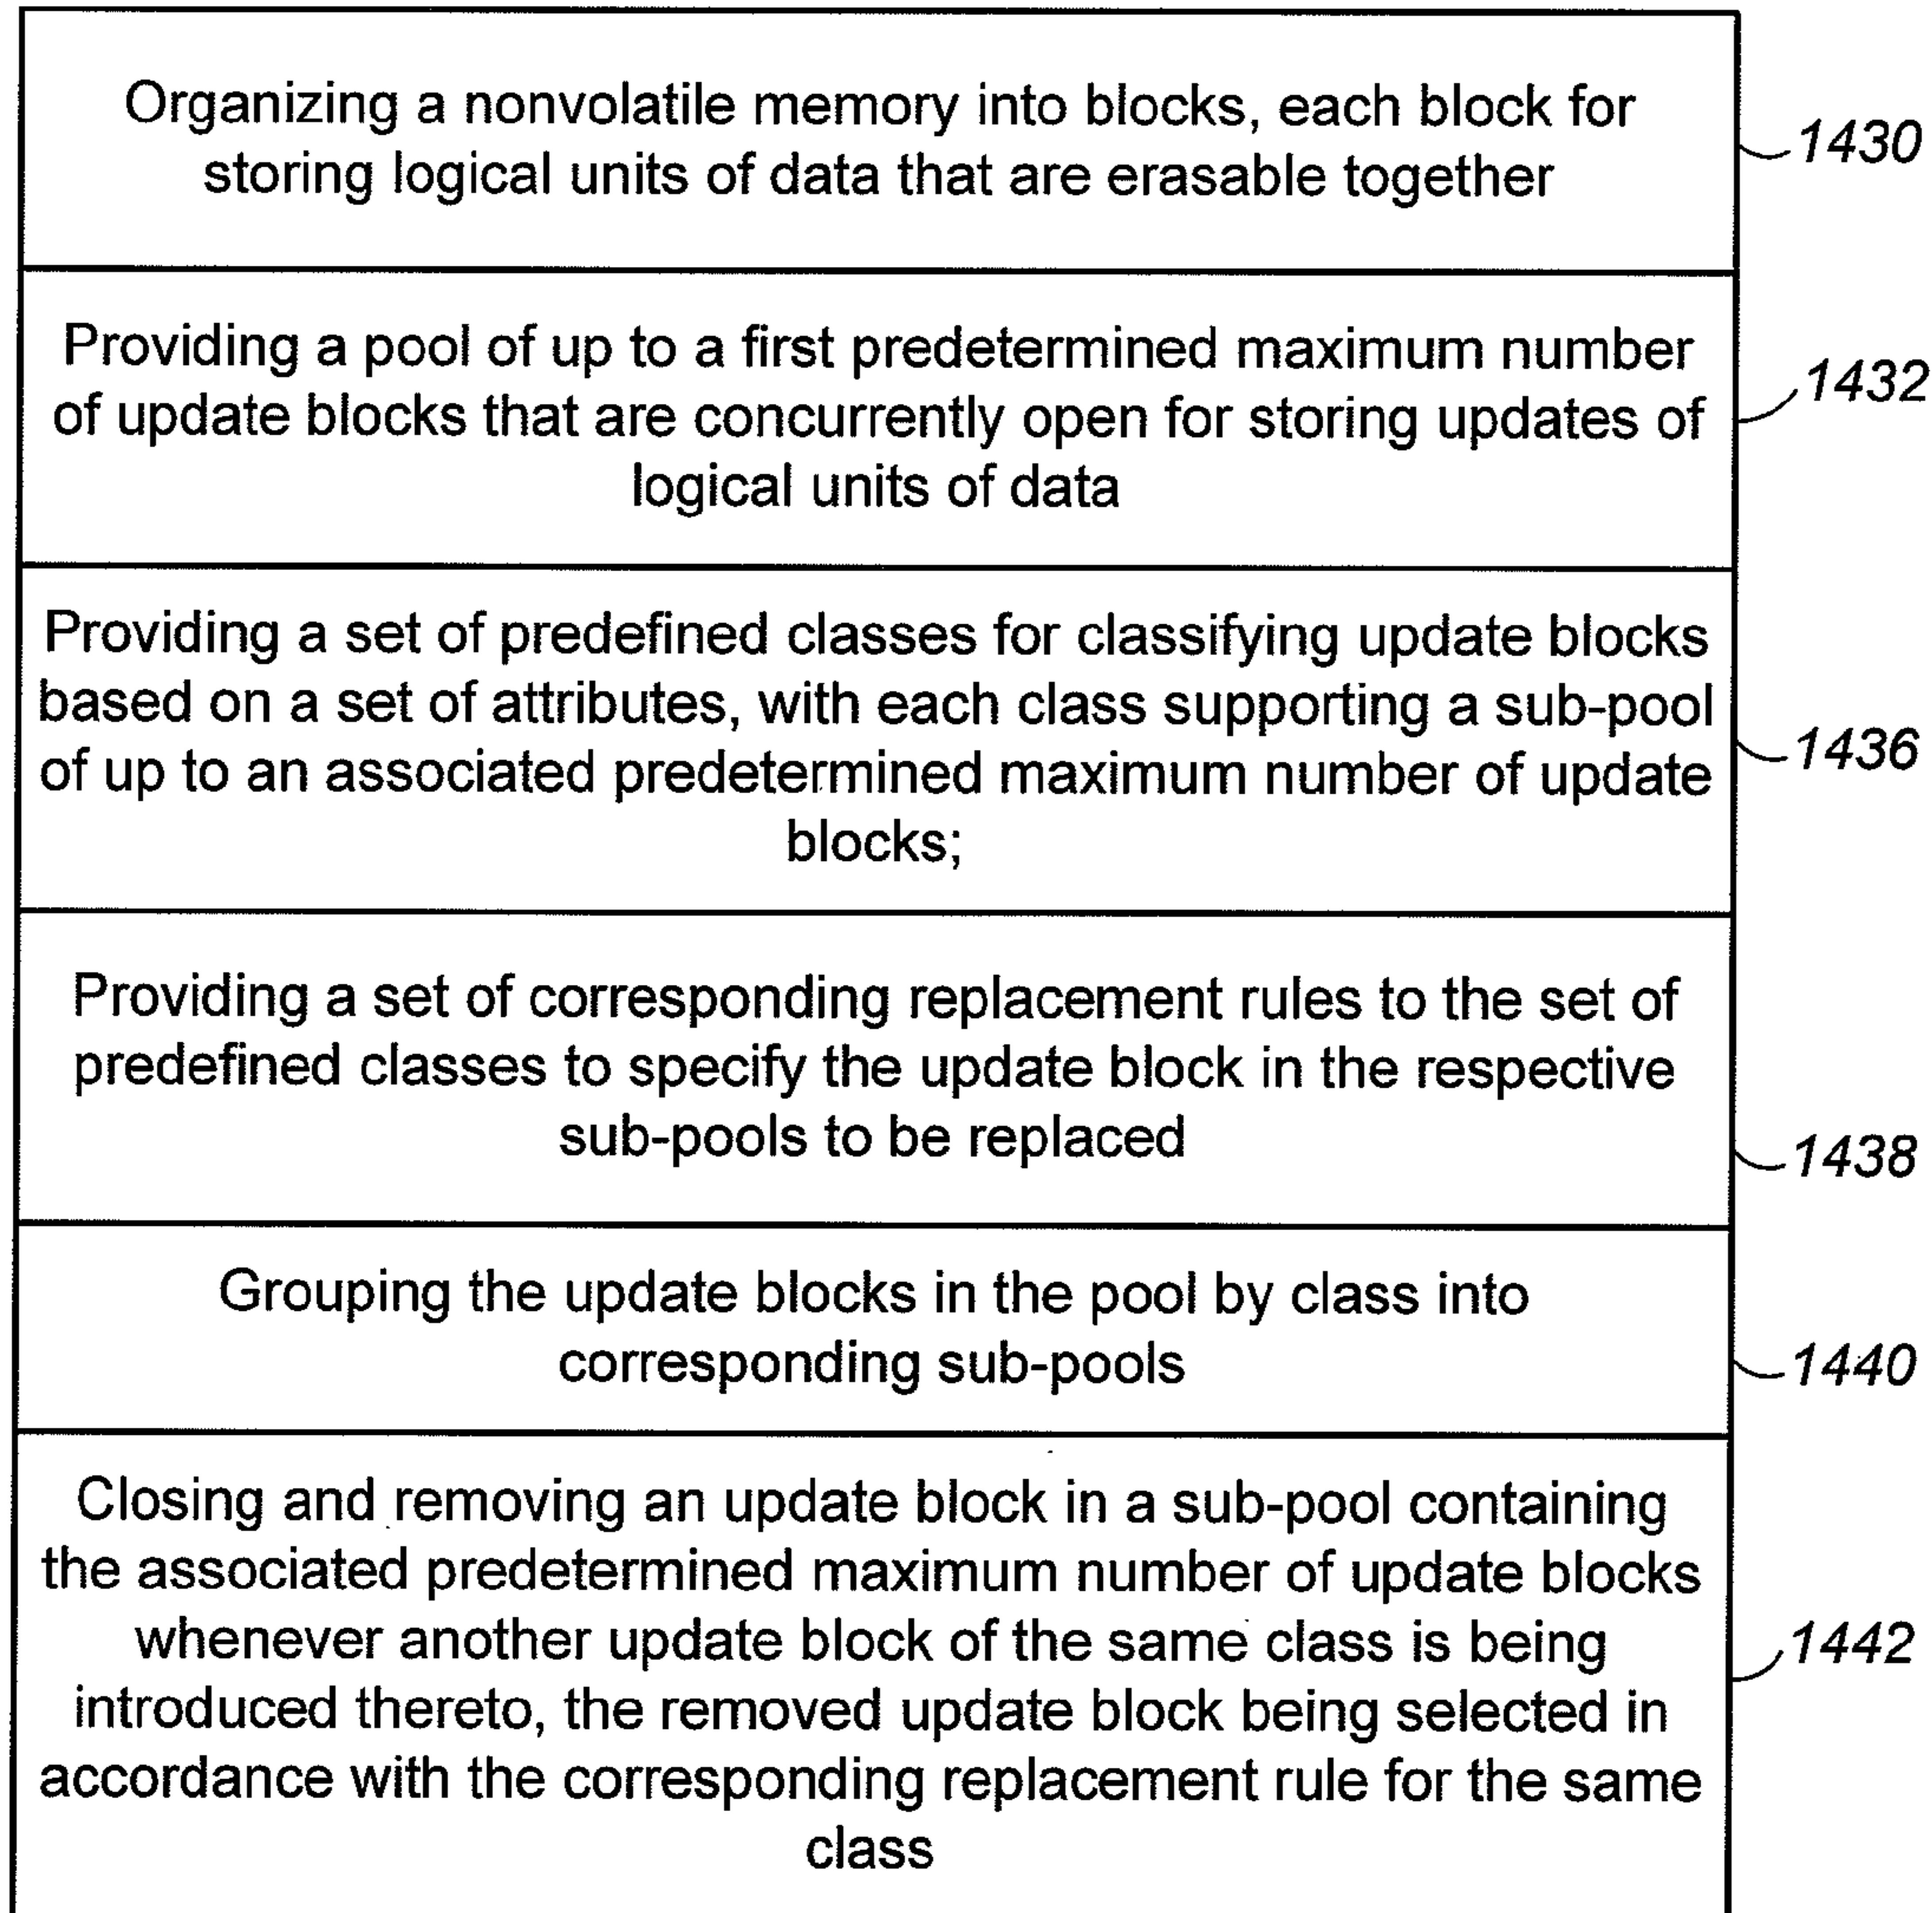 Organizing a nonvolatile memory into blocks, each block for
storing logical units of data that are erasable together
1430
Providing a pool of up to a first predetermined maximum number
of update blocks that are concurrently open for storing updates of
logical units of data
1432
Providing a set of predefined classes for classifying update blocks
based on a set of attributes, with each class supporting a sub-pool
of up to an associated predetermined maximum number of update
blocks;
1436
Providing a set of corresponding replacement rules to the set of
predefined classes to specify the update block in the respective
sub-pools to be replaced
1438
Grouping the update blocks in the pool by class into
corresponding sub-pools
1440
Closing and removing an update block in a sub-pool containing
the associated predetermined maximum number of update blocks
whenever another update block of the same class is being
introduced thereto, the removed update block being selected in
accordance with the corresponding replacement rule for the same
class
1442